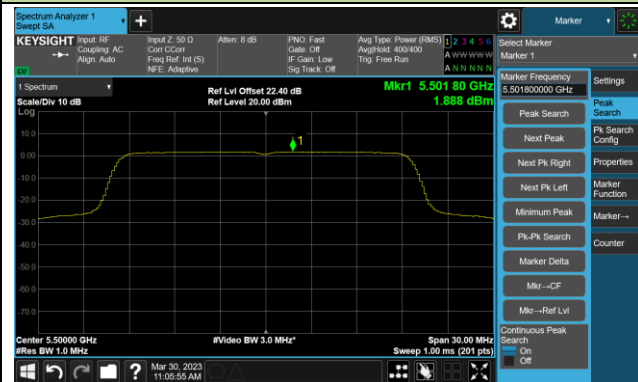 Spectrum Analyzer 1
Swept SA
+
Marker
KEYSIGHT
Input: RF
Coupling: AC
Align: Auto
Input Z: 50 Ω
Corr CCorr
Freq Ref: Int (S)
NFE: Adaptive
Atten: 8 dB
PNO: Fast
Gate: Off
IF Gain: Low
Sig Track: Off
Avg Type: Power (RMS)
Avg|Hold: 400/400
Trig: Free Run
1 2 3 4 5 6
A W W W W W
A N N N N N
LXI
Select Marker
Marker 1
1 Spectrum
Scale/Div 10 dB
Log
Ref Lvl Offset 22.40 dB
Ref Level 20.00 dBm
Mkr1 5.501 80 GHz
1.888 dBm
1
10.0
0.00
-10.0
-20.0
-30.0
-40.0
-50.0
-60.0
-70.0
Center 5.50000 GHz
#Res BW 1.0 MHz
#Video BW 3.0 MHz*
Span 30.00 MHz
Sweep 1.00 ms (201 pts)
Marker Frequency
5.501800000 GHz
Peak Search
Next Peak
Next Pk Right
Next Pk Left
Minimum Peak
Pk-Pk Search
Marker Delta
Mkr→CF
Mkr→Ref Lvl
Continuous Peak
Search
On
Off
Settings
Peak
Search
Pk Search
Config
Properties
Marker
Function
Marker→
Counter
?
Mar 30, 2023
11:05:55 AM